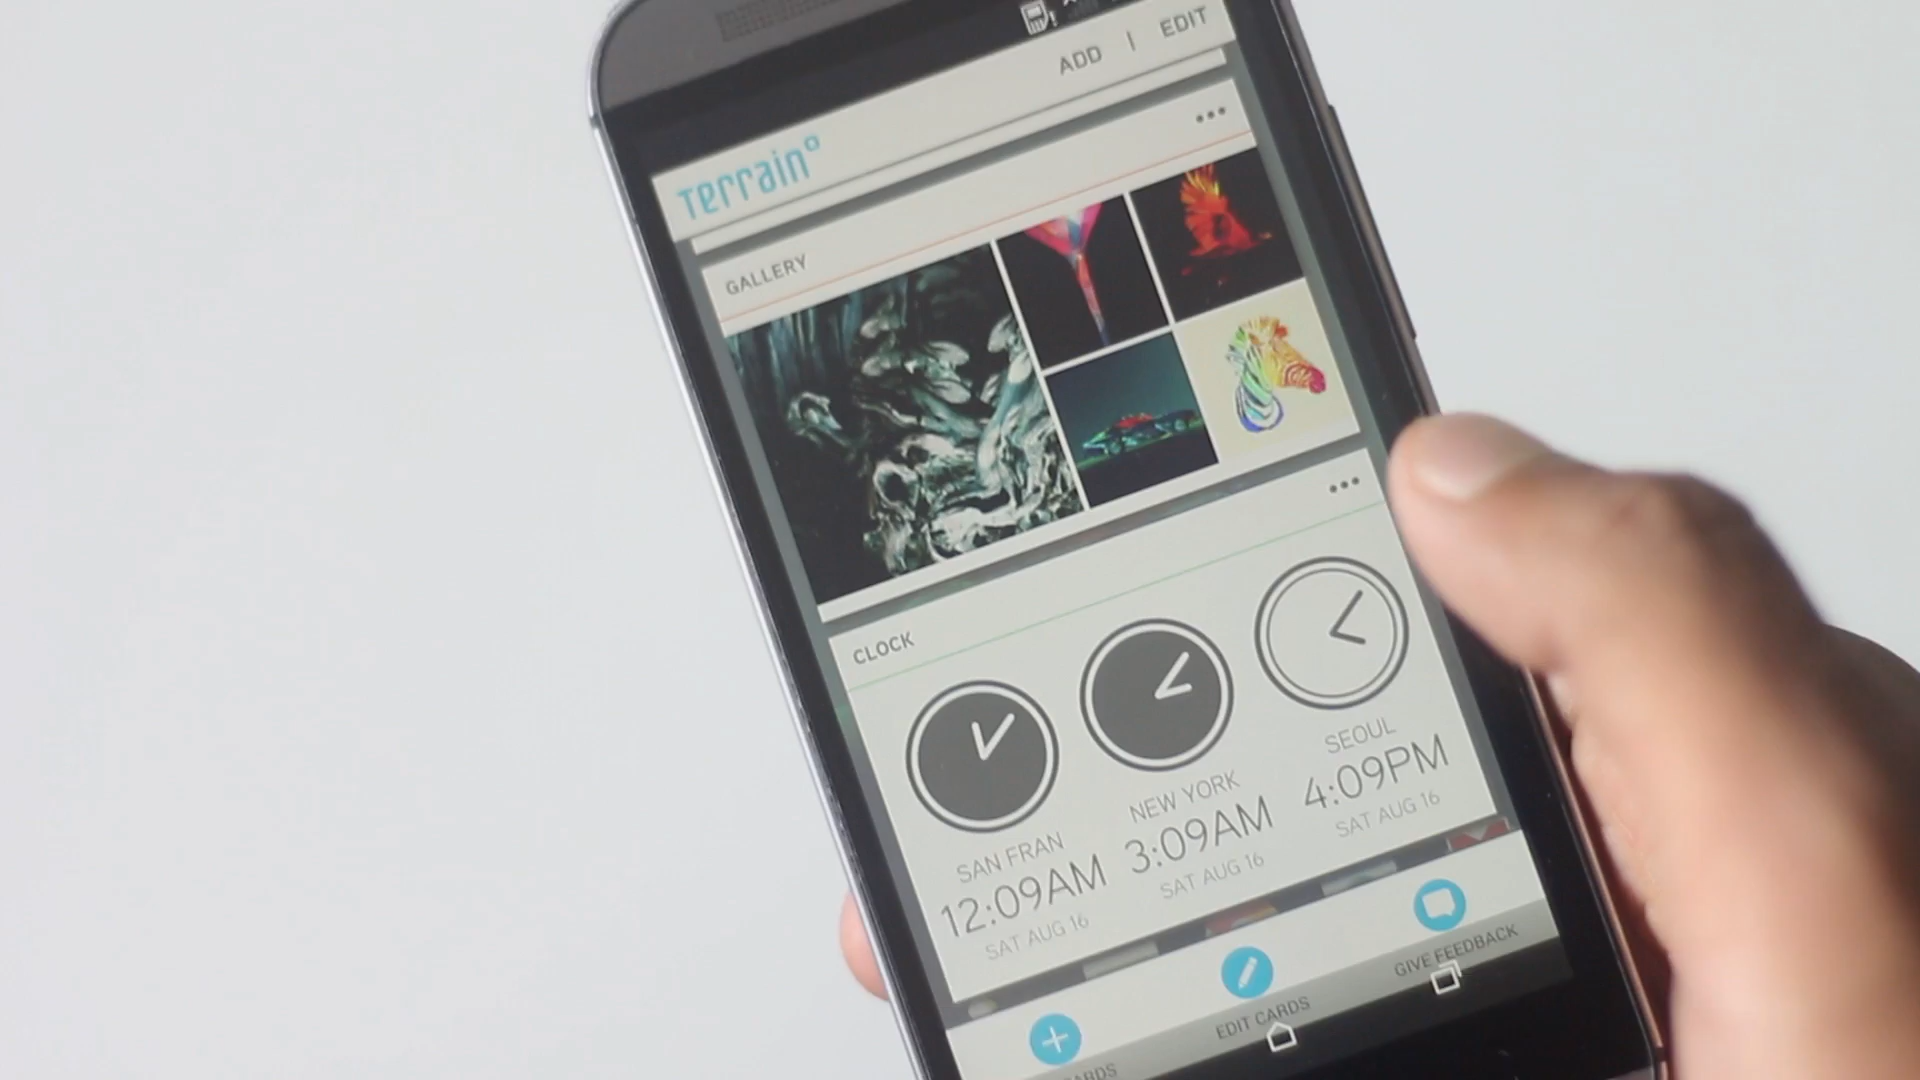 ADD | EDIT
Terrain°
GALLERY
CLOCK
SAN FRAN
12:09AM
SAT AUG 16
NEW YORK
3:09AM
SAT AUG 16
SEOUL
4:09PM
SAT AUG 16
EDIT CARDS
GIVE FEEDBACK